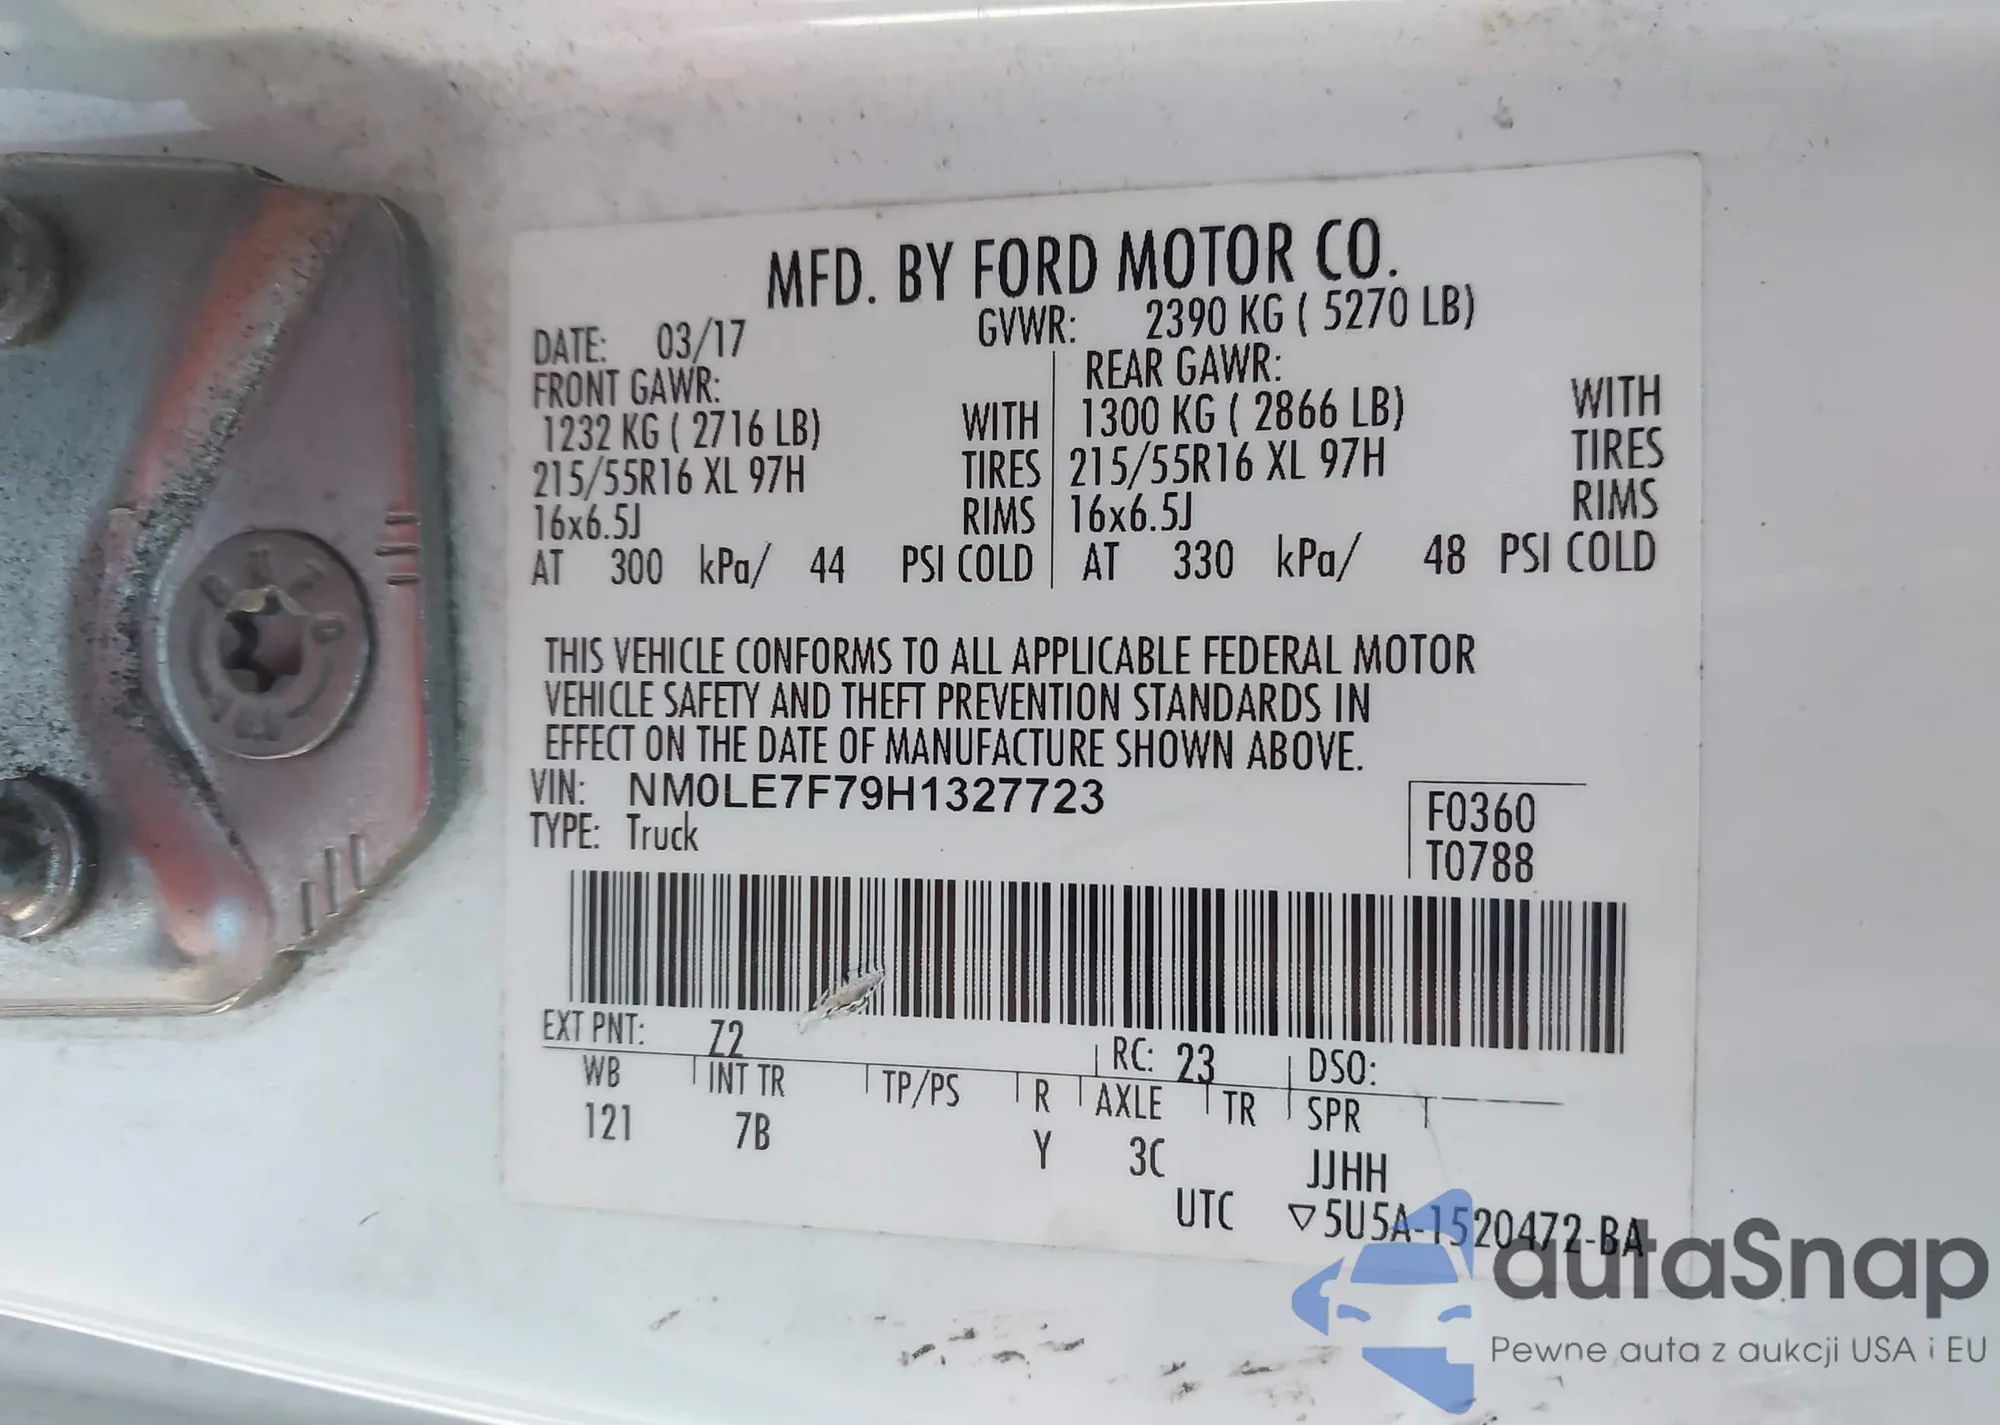 MFD. BY FORD MOTOR CO.
DATE: 03/17 GVWR: 2390 KG ( 5270 LB)
FRONT GAWR: REAR GAWR:
1232 KG ( 2716 LB) WITH 1300 KG ( 2866 LB) WITH
215/55R16 XL 97H TIRES 215/55R16 XL 97H TIRES
16x6.5J RIMS 16x6.5J RIMS
AT 300 kPa/ 44 PSI COLD AT 330 kPa/ 48 PSI COLD
THIS VEHICLE CONFORMS TO ALL APPLICABLE FEDERAL MOTOR
VEHICLE SAFETY AND THEFT PREVENTION STANDARDS IN
EFFECT ON THE DATE OF MANUFACTURE SHOWN ABOVE.
VIN: NM0LE7F79H1327723 F0360
TYPE: Truck T0788
EXT PNT: Z2 RC: 23 DSO:
WB INT TR TP/PS R AXLE TR SPR
121 7B Y 3C JJHH
UTC ▽5U5A-1520472-BA
autaSnap
Pewne auta z aukcji USA i EU